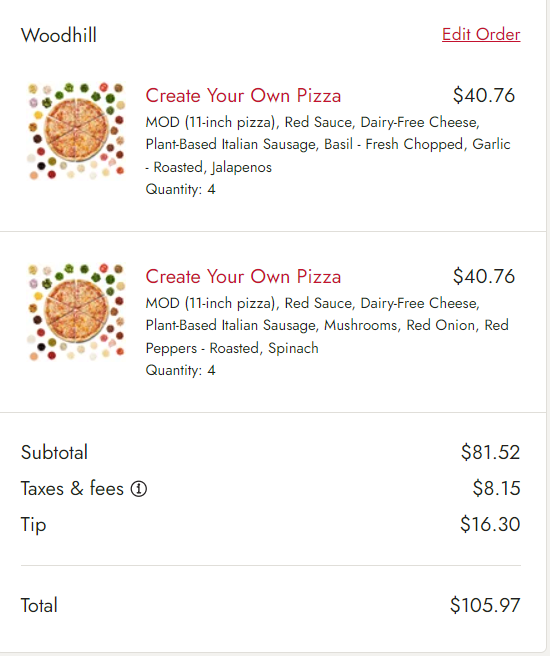 Woodhill
Edit Order
Create Your Own Pizza
$40.76
MOD (11-inch pizza), Red Sauce, Dairy-Free Cheese,
Plant-Based Italian Sausage, Basil - Fresh Chopped, Garlic
- Roasted, Jalapenos
Quantity: 4
Create Your Own Pizza
$40.76
MOD (11-inch pizza), Red Sauce, Dairy-Free Cheese,
Plant-Based Italian Sausage, Mushrooms, Red Onion, Red
Peppers - Roasted, Spinach
Quantity: 4
Subtotal
$81.52
Taxes & fees
$8.15
Tip
$16.30
Total
$105.97